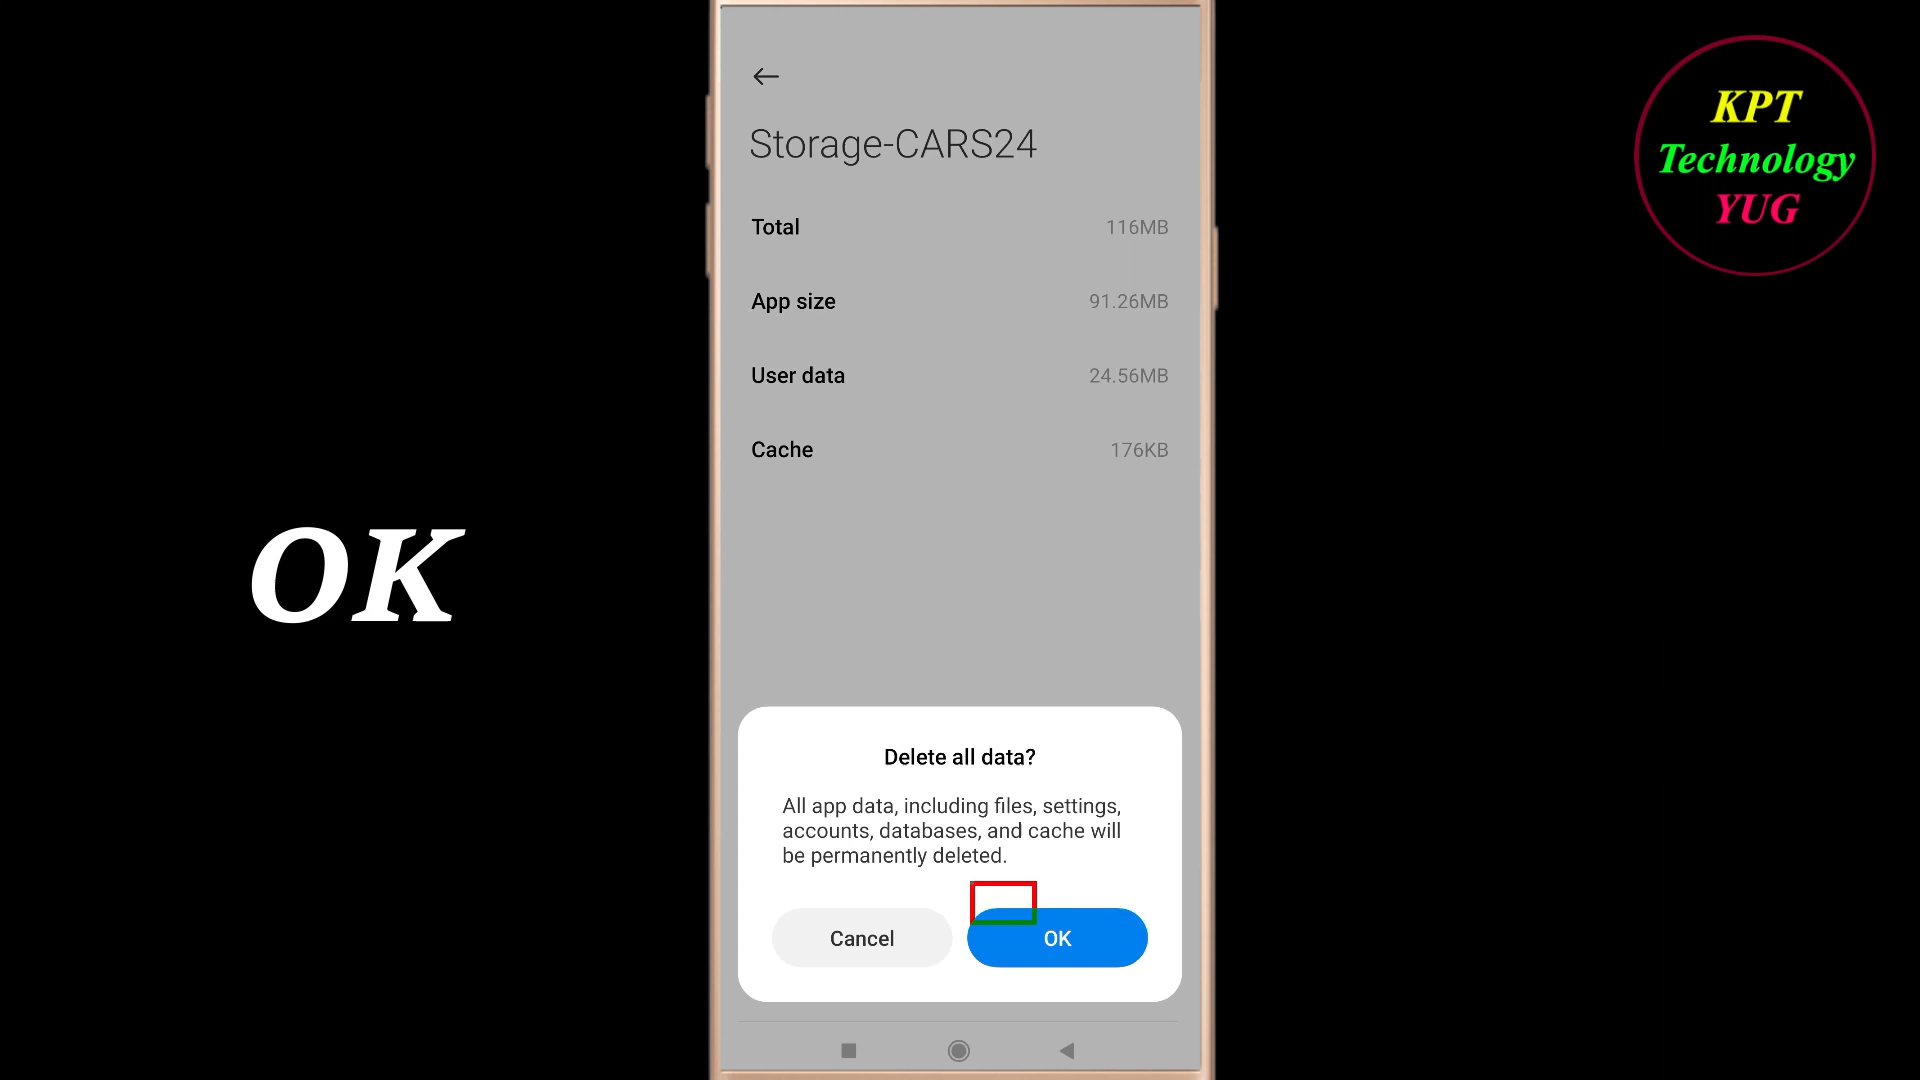 KPT
Technology
YUG
Storage-CARS24
Total 116MB
App size 91.26MB
User data 24.56MB
Cache 176KB
OK
Delete all data?
All app data, including files, settings,
accounts, databases, and cache will
be permanently deleted.
Cancel OK